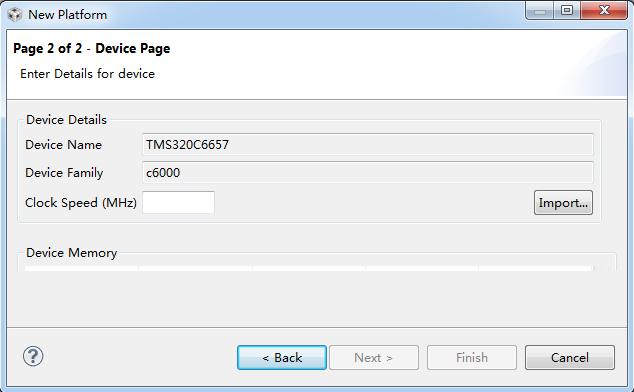 New Platform
Page 2 of 2 - Device Page
Enter Details for device
Device Details
Device Name TMS320C6657
Device Family c6000
Clock Speed (MHz) Import...
Device Memory
? < Back Next > Finish Cancel